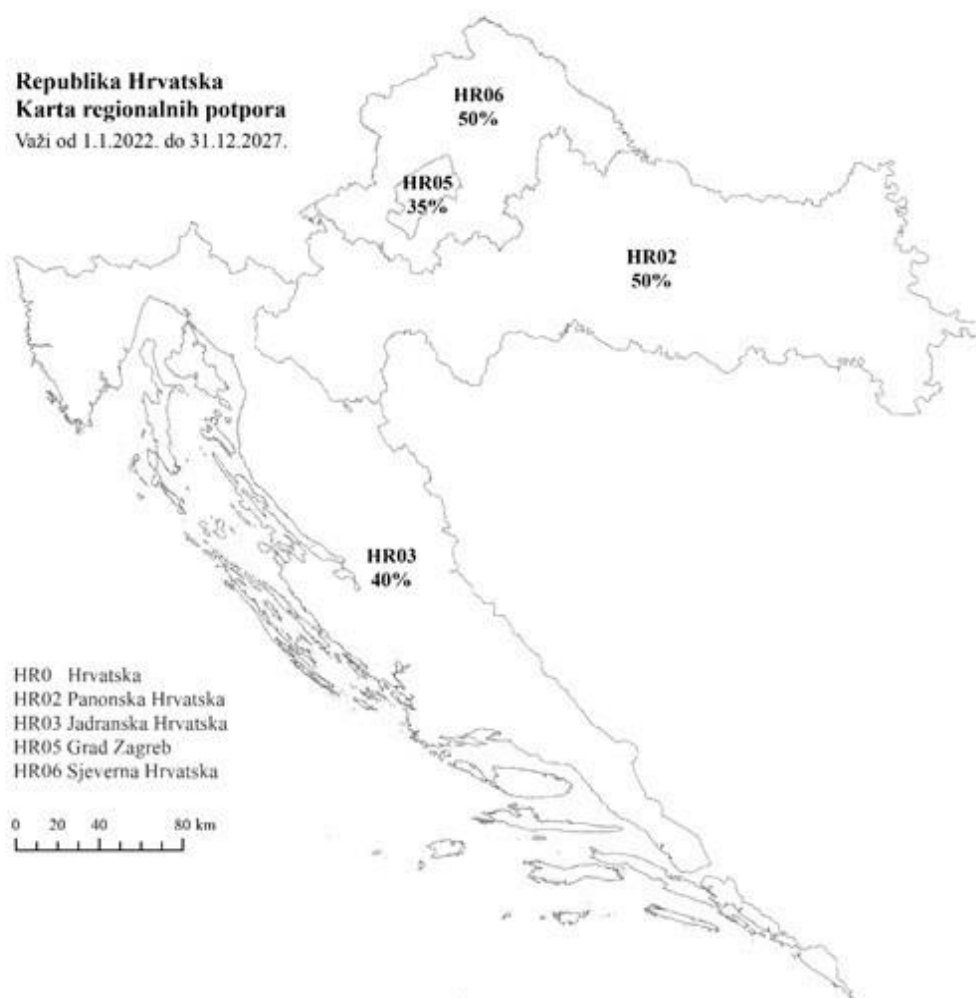 Republika Hrvatska
Karta regionalnih potpora
Važi od 1.1.2022. do 31.12.2027.
HR06
50%
HR05
35%
HR02
50%
HR03
40%
HR0 Hrvatska
HR02 Panonska Hrvatska
HR03 Jadranska Hrvatska
HR05 Grad Zagreb
HR06 Sjeverna Hrvatska
0 20 40 80 km